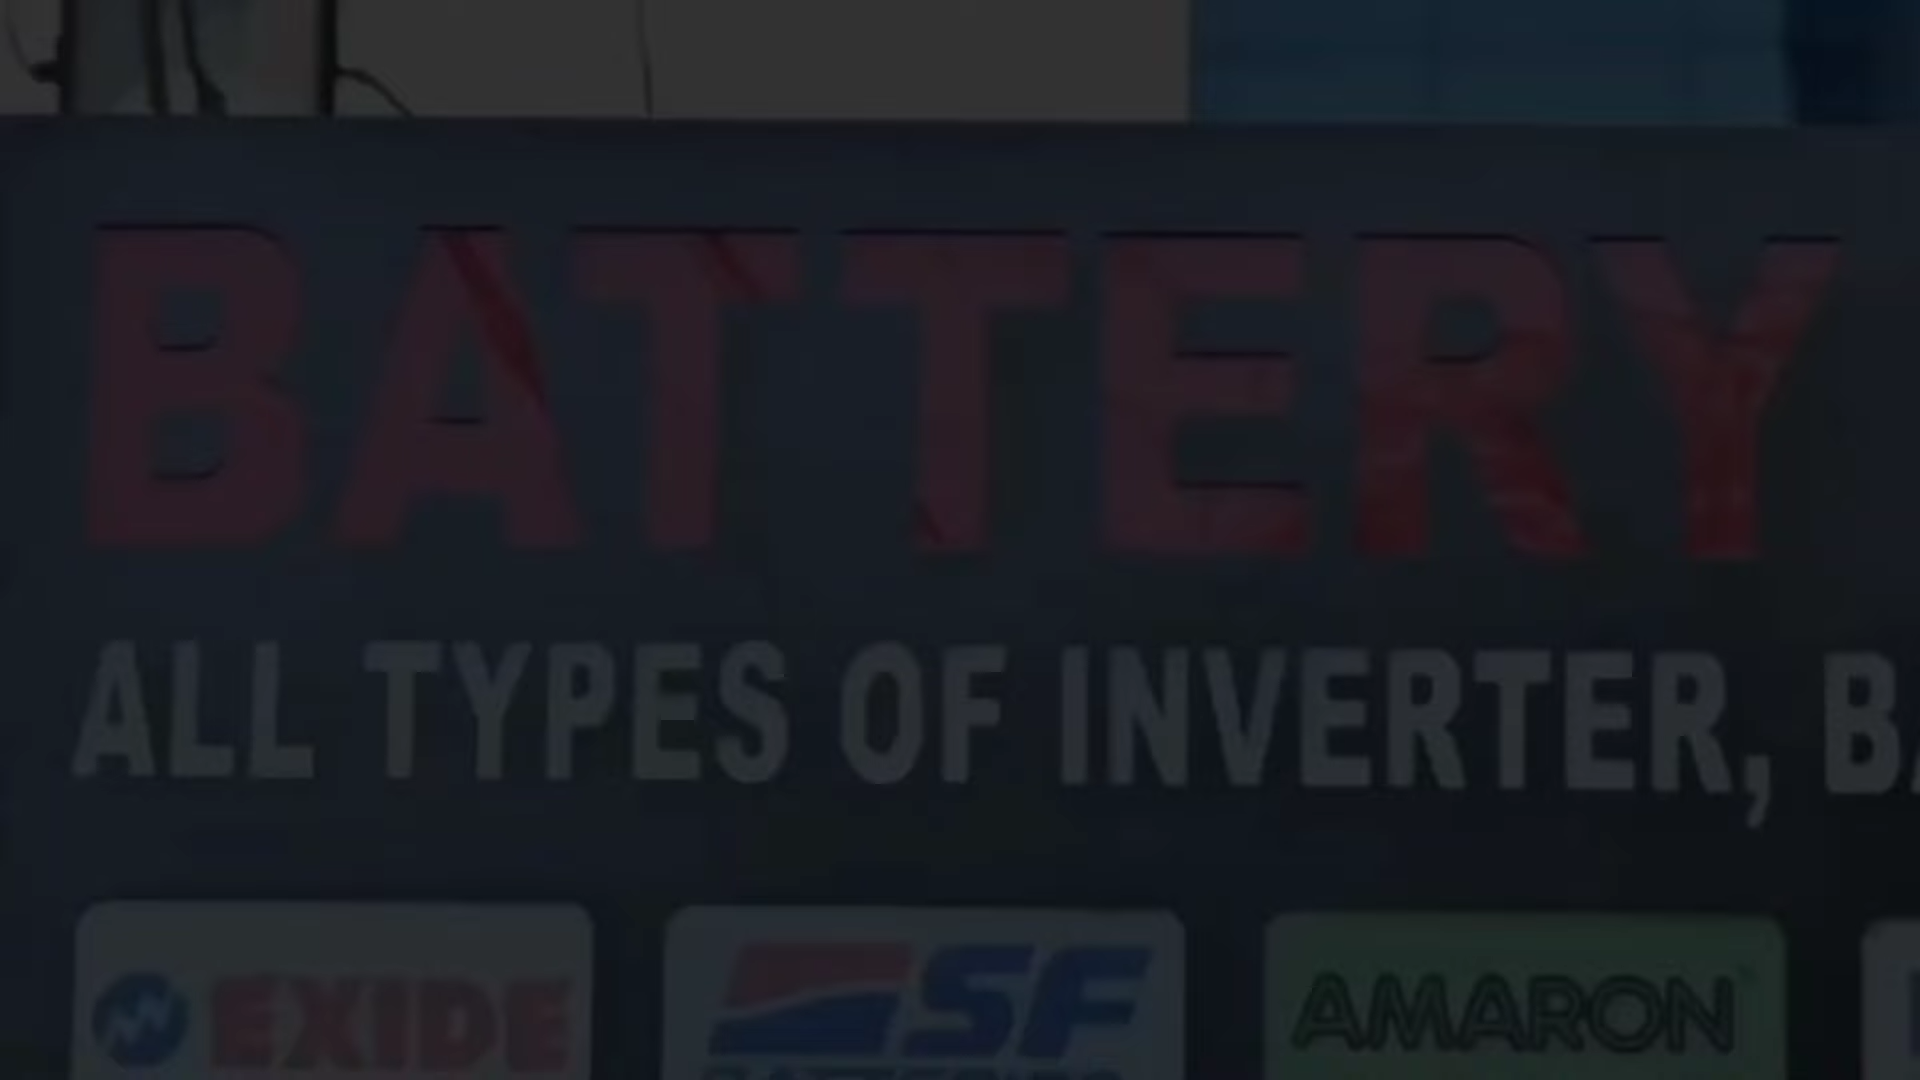 BATTERY
ALL TYPES OF INVERTER,
EXIDE
SF
AMARON